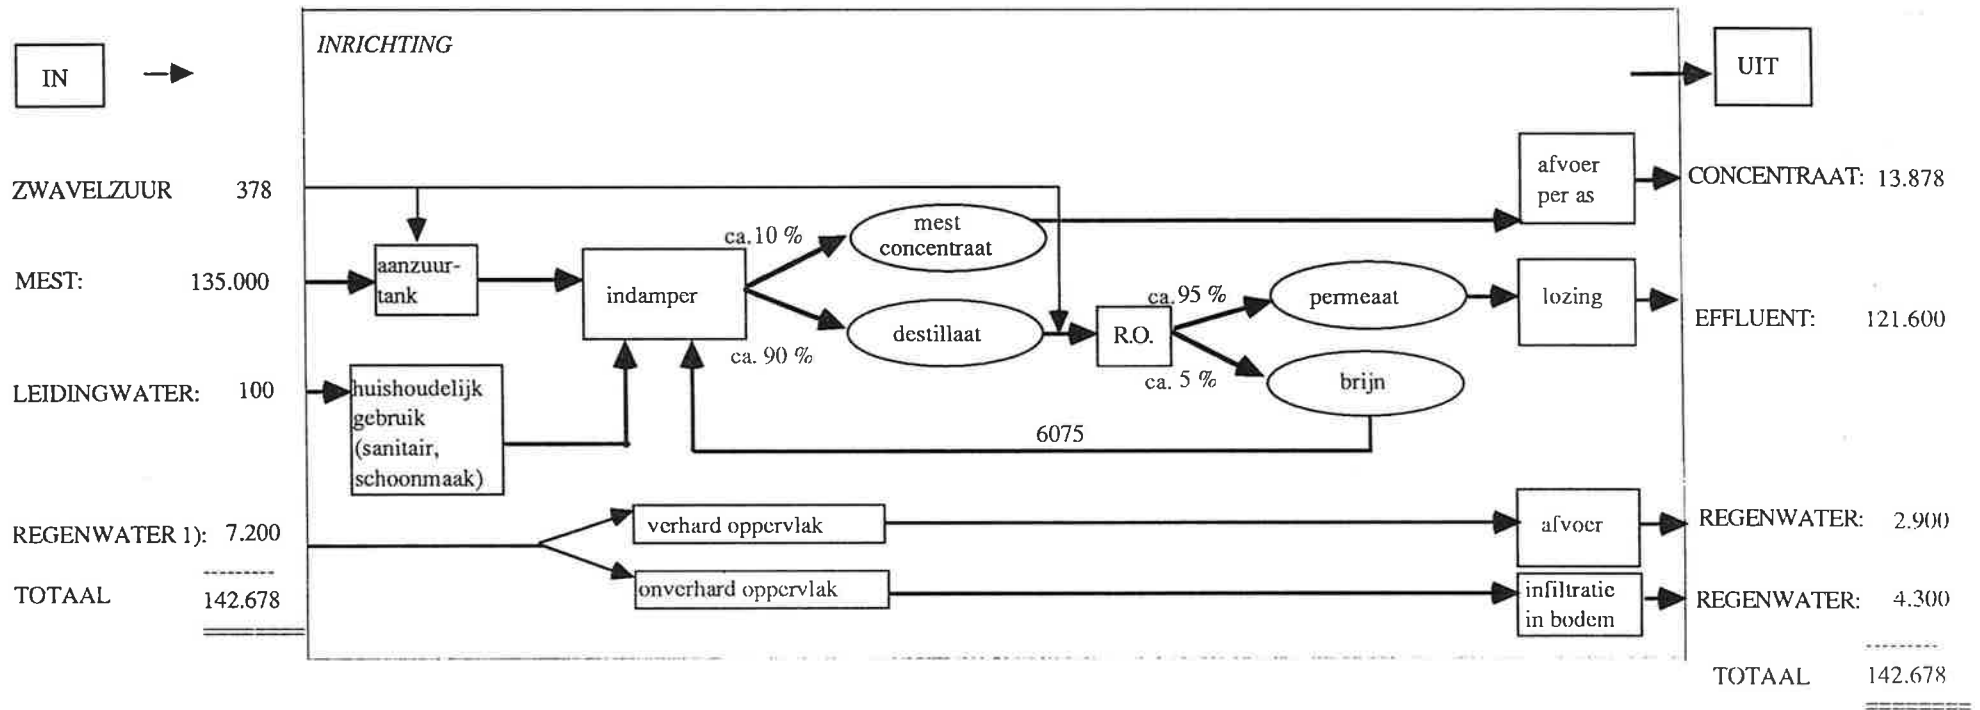 INRICHTING
IN
UIT
ZWAVELZUUR 378
MEST: 135.000
LEIDINGWATER: 100
REGENWATER 1): 7.200
TOTAAL 142.678
aanzuur-
tank
huishoudelijk
gebruik
(sanitair,
schoonmaak)
indamper
ca. 10 %
ca. 90 %
mest
concentraat
destillaat
R.O.
ca. 95 %
ca. 5 %
permeaat
brijn
6075
verhard oppervlak
onverhard oppervlak
afvoer
per as
lozing
afvoer
infiltratie
in bodem
CONCENTRAAT: 13.878
EFFLUENT: 121.600
REGENWATER: 2.900
REGENWATER: 4.300
TOTAAL 142.678